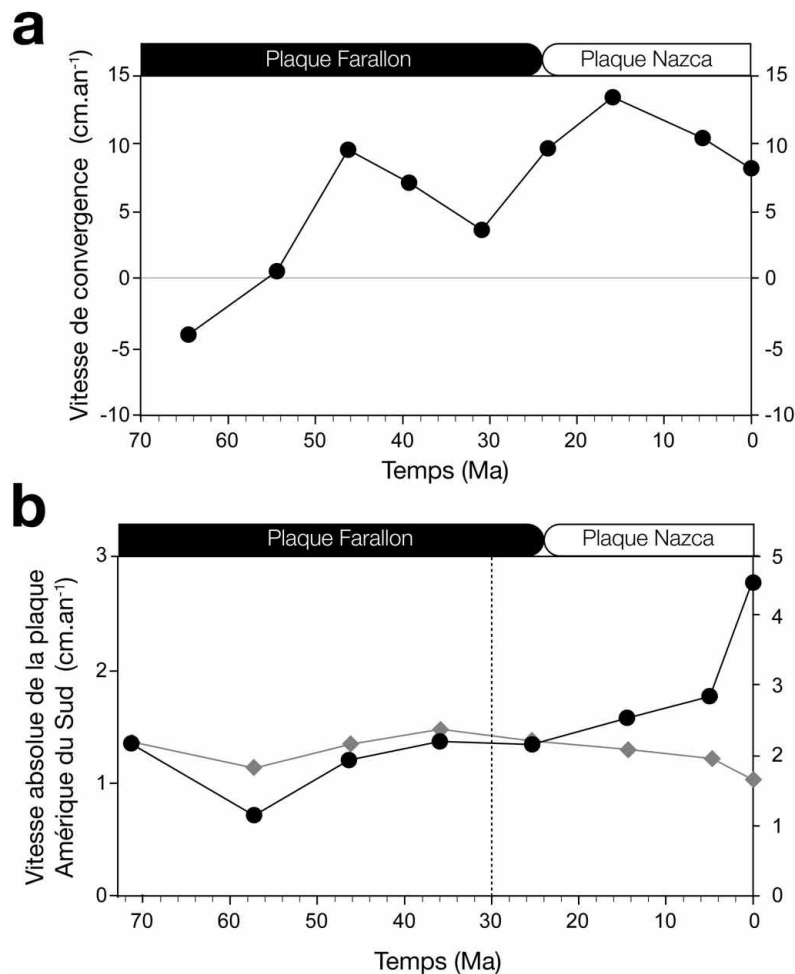 a
Plaque Farallon Plaque Nazca
15 15
10 10
5 5
0 0
-5 -5
-10 -10
Vitesse de convergence (cm.an⁻¹)
70 60 50 40 30 20 10 0
Temps (Ma)
b
Plaque Farallon Plaque Nazca
3 5
4
2 3
2
1 1
0 0
Vitesse absolue de la plaque
Amérique du Sud (cm.an⁻¹)
70 60 50 40 30 20 10 0
Temps (Ma)